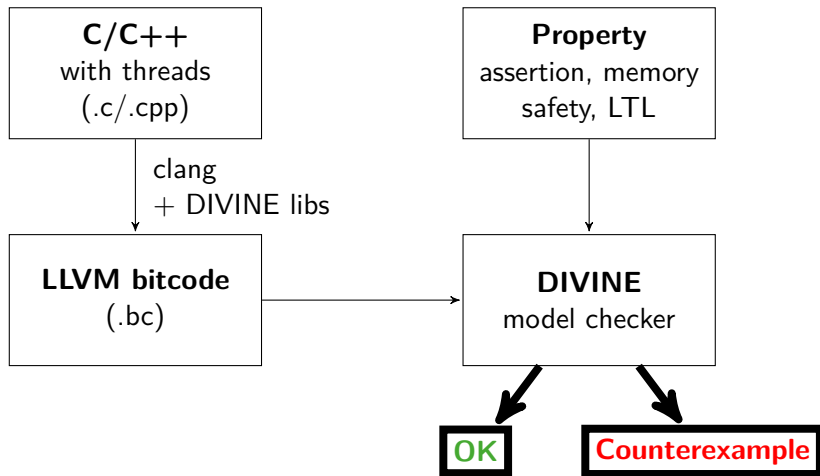 C/C++
with threads
(.c/.cpp)
Property
assertion, memory
safety, LTL
clang
+ DIVINE libs
LLVM bitcode
(.bc)
DIVINE
model checker
OK
Counterexample